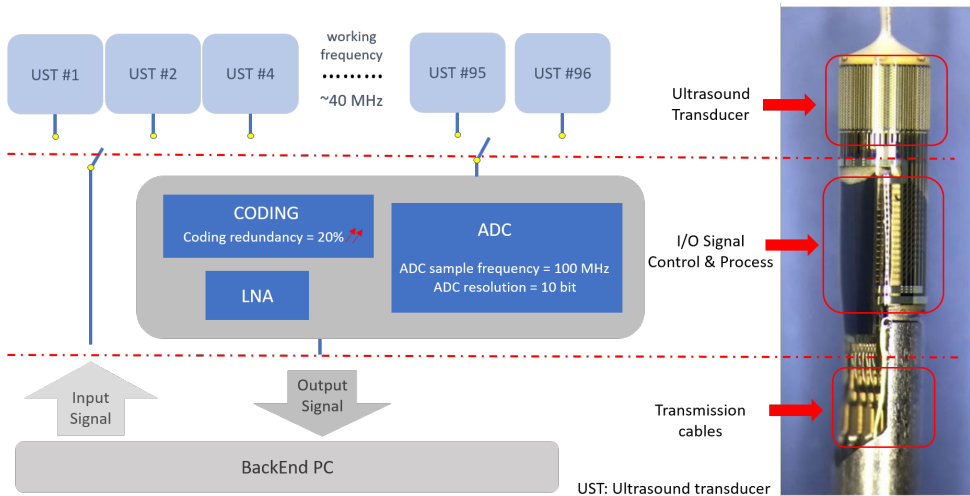 UST #1
UST #2
UST #4
working
frequency
………
~40 MHz
UST #95
UST #96
Ultrasound
Transducer
CODING
Coding redundancy = 20%
ADC
ADC sample frequency = 100 MHz
ADC resolution = 10 bit
LNA
I/O Signal
Control & Process
Input
Signal
Output
Signal
Transmission
cables
BackEnd PC
UST: Ultrasound transducer